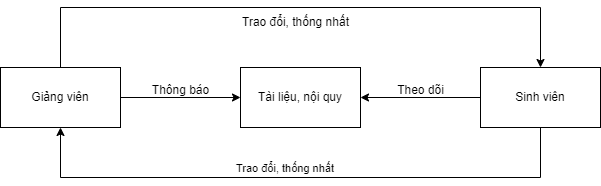 Trao đổi, thống nhất
Giảng viên
Thông báo
Tài liệu, nội quy
Theo dõi
Sinh viên
Trao đổi, thống nhất